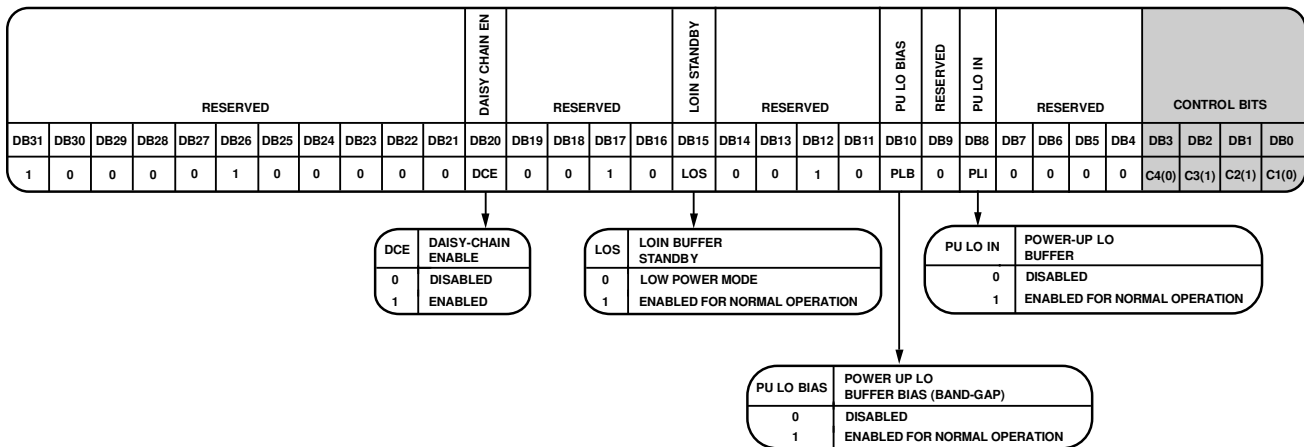 DAISY CHAIN EN
LOIN STANDBY
PU LO BIAS
RESERVED
PU LO IN
RESERVED RESERVED RESERVED RESERVED CONTROL BITS
DB31 DB30 DB29 DB28 DB27 DB26 DB25 DB24 DB23 DB22 DB21 DB20 DB19 DB18 DB17 DB16 DB15 DB14 DB13 DB12 DB11 DB10 DB9 DB8 DB7 DB6 DB5 DB4 DB3 DB2 DB1 DB0
1 0 0 0 0 1 0 0 0 0 0 DCE 0 0 1 0 LOS 0 0 1 0 PLB 0 PLI 0 0 0 0 C4(0) C3(1) C2(1) C1(0)
DCE DAISY-CHAIN
ENABLE
0 DISABLED
1 ENABLED
LOS LOIN BUFFER
STANDBY
0 LOW POWER MODE
1 ENABLED FOR NORMAL OPERATION
PU LO IN POWER-UP LO
BUFFER
0 DISABLED
1 ENABLED FOR NORMAL OPERATION
PU LO BIAS POWER UP LO
BUFFER BIAS (BAND-GAP)
0 DISABLED
1 ENABLED FOR NORMAL OPERATION